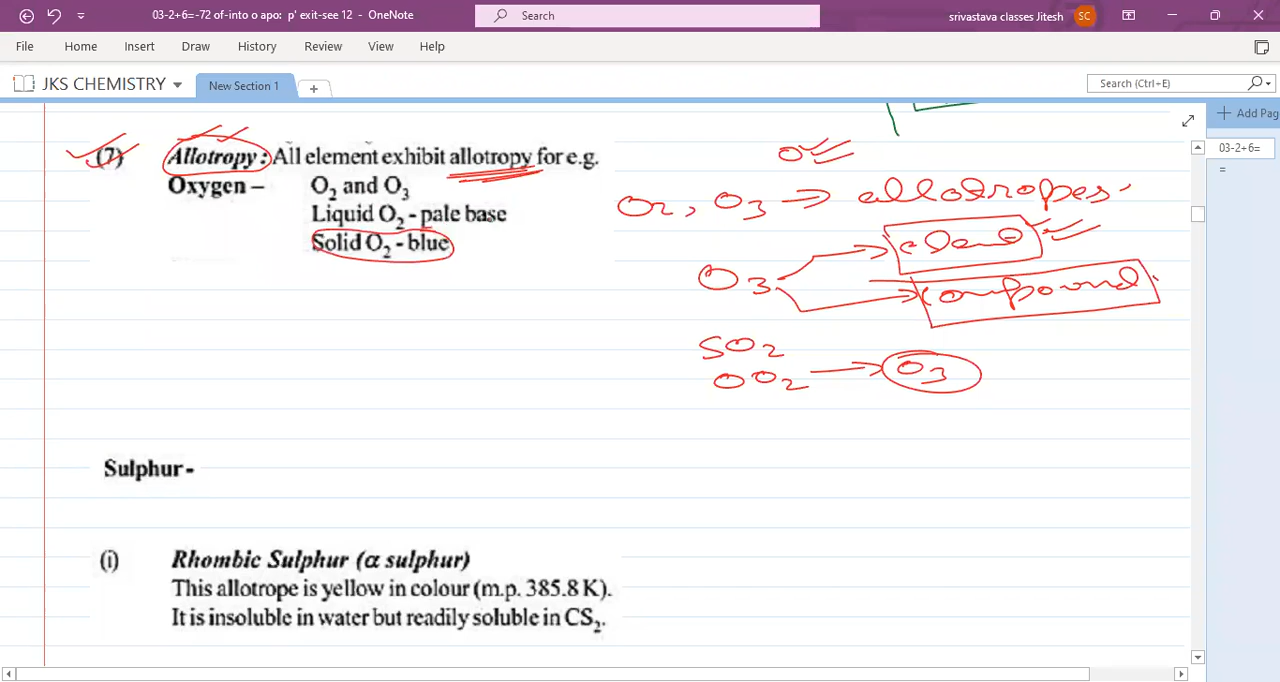 03-2+6=-72 of-into o apo: p' exit-see 12 - OneNote
Search
srivastava classes Jitesh SC
File Home Insert Draw History Review View Help
JKS CHEMISTRY New Section 1 + Search (Ctrl+E)
Add Pag
03-2+6=
=
(7) Allotropy : All element exhibit allotropy for e.g.
Oxygen – O2 and O3
Liquid O2 - pale base
Solid O2 - blue
O
O2, O3 → allotropes
O3
compound
SO2
OO2 → O3
Sulphur -
(i) Rhombic Sulphur (α sulphur)
This allotrope is yellow in colour (m.p. 385.8 K).
It is insoluble in water but readily soluble in CS2.